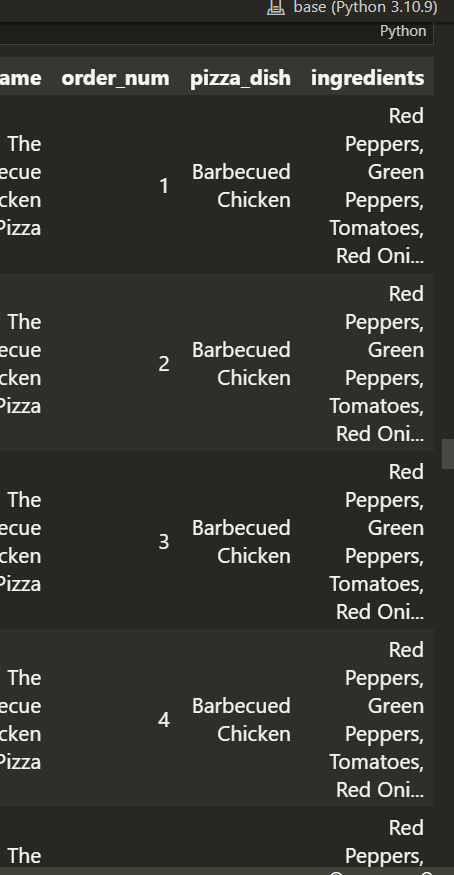 base (Python 3.10.9)
Python
ame order_num pizza_dish ingredients
Red
The Peppers,
ecue Barbecued Green
1
cken Chicken Peppers,
Pizza Tomatoes,
Red Oni...
Red
The Peppers,
ecue Barbecued Green
2
cken Chicken Peppers,
Pizza Tomatoes,
Red Oni...
Red
The Peppers,
ecue Barbecued Green
3
cken Chicken Peppers,
Pizza Tomatoes,
Red Oni...
Red
The Peppers,
ecue Barbecued Green
4
cken Chicken Peppers,
Pizza Tomatoes,
Red Oni...
Red
The Peppers,